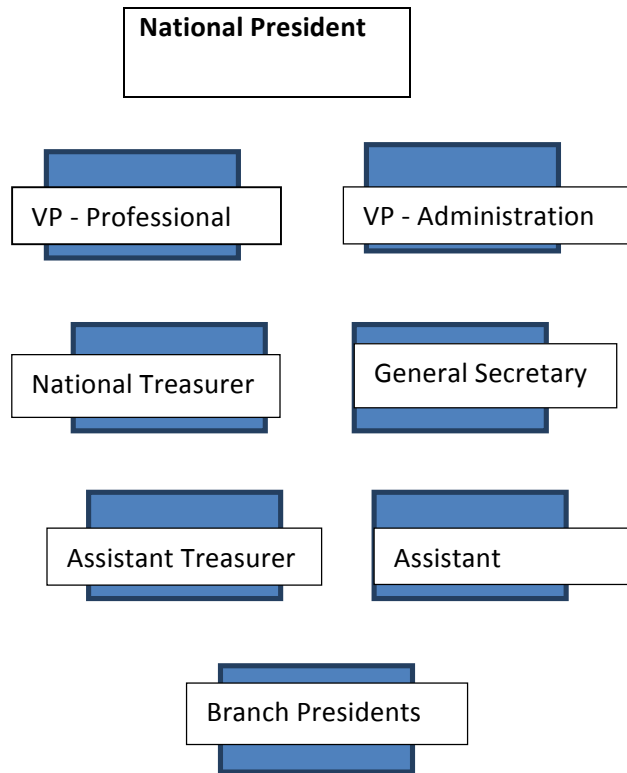 National President
VP - Professional
VP - Administration
National Treasurer
General Secretary
Assistant Treasurer
Assistant
Branch Presidents